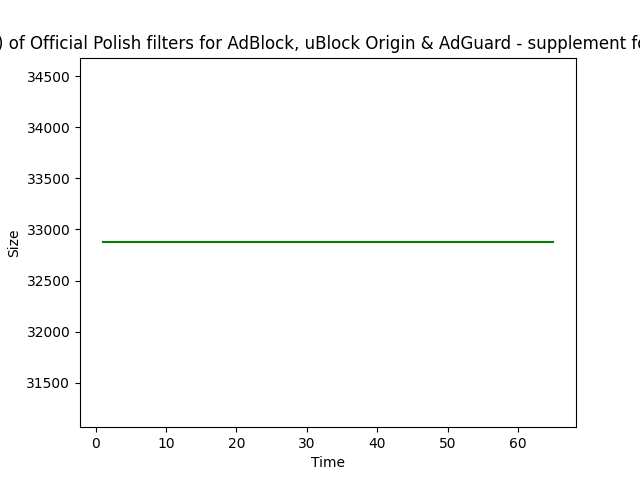 ) of Official Polish filters for AdBlock, uBlock Origin & AdGuard - supplement fo
34500
34000
33500
33000
32500
32000
31500
Size
0 10 20 30 40 50 60
Time